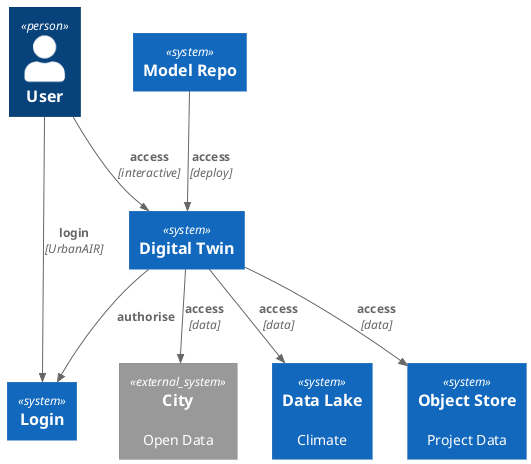 «person»
User
«system»
Model Repo
access
[interactive]
access
[deploy]
login
[UrbanAIR]
«system»
Digital Twin
authorise
access
[data]
access
[data]
access
[data]
«system»
Login
«external_system»
City
Open Data
«system»
Data Lake
Climate
«system»
Object Store
Project Data